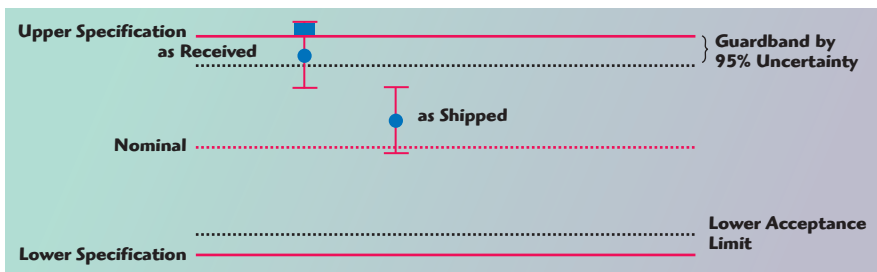 Upper Specification
as Received
Guardband by
95% Uncertainty
as Shipped
Nominal
Lower Acceptance
Limit
Lower Specification